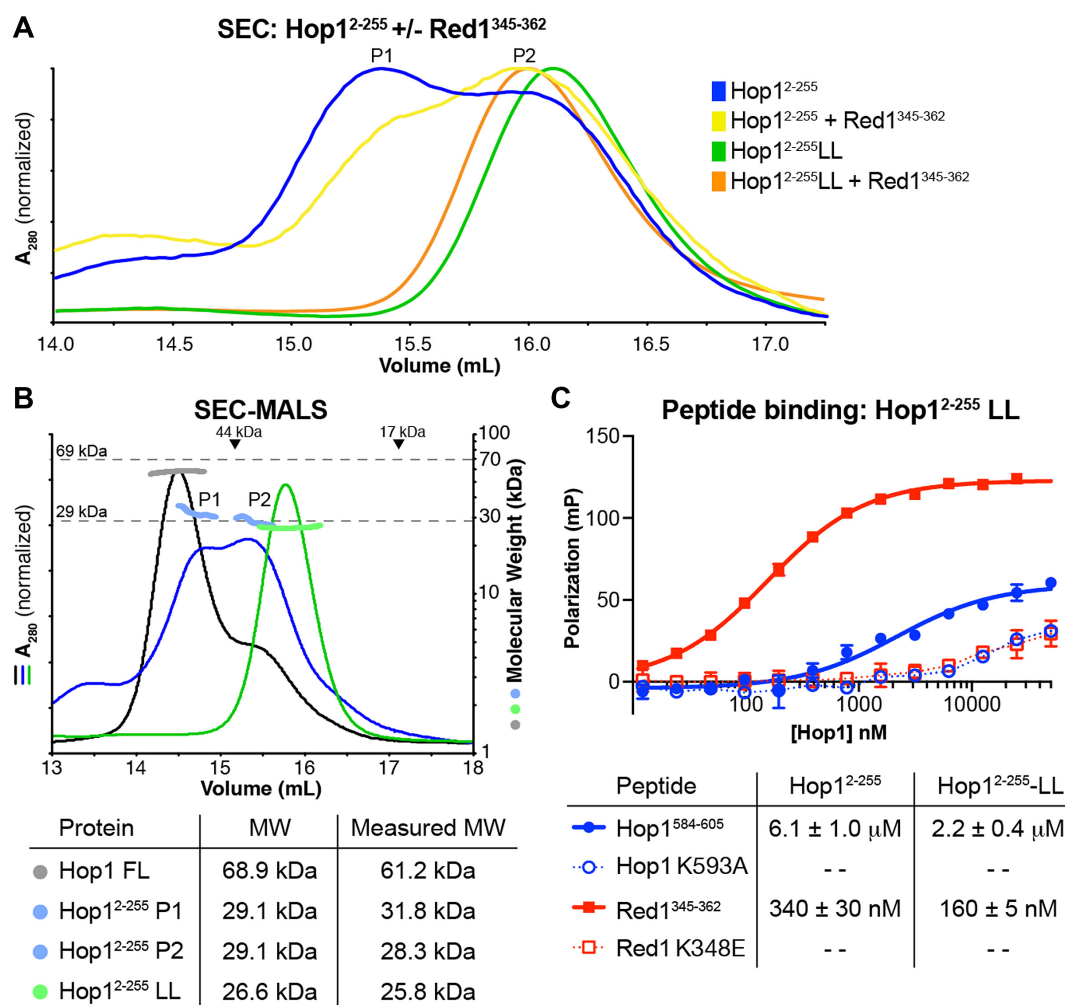 A
SEC: Hop1²⁻²⁵⁵ +/- Red1³⁴⁵⁻³⁶²
P1
P2
A₂₈₀ (normalized)
Hop1²⁻²⁵⁵
Hop1²⁻²⁵⁵ + Red1³⁴⁵⁻³⁶²
Hop1²⁻²⁵⁵LL
Hop1²⁻²⁵⁵LL + Red1³⁴⁵⁻³⁶²
14.0 14.5 15.0 15.5 16.0 16.5 17.0
Volume (mL)
B
SEC-MALS
44 kDa 17 kDa
69 kDa
29 kDa
P1 P2
A₂₈₀ (normalized)
100
70
30
10
1
Molecular Weight (kDa)
13 14 15 16 17 18
Volume (mL)
Protein MW Measured MW
Hop1 FL 68.9 kDa 61.2 kDa
Hop1²⁻²⁵⁵ P1 29.1 kDa 31.8 kDa
Hop1²⁻²⁵⁵ P2 29.1 kDa 28.3 kDa
Hop1²⁻²⁵⁵ LL 26.6 kDa 25.8 kDa
C
Peptide binding: Hop1²⁻²⁵⁵ LL
Polarization (mP)
150
100
50
0
100 1000 10000
[Hop1] nM
Peptide Hop1²⁻²⁵⁵ Hop1²⁻²⁵⁵-LL
Hop1⁵⁸⁴⁻⁶⁰⁵ 6.1 ± 1.0 μM 2.2 ± 0.4 μM
Hop1 K593A - - - -
Red1³⁴⁵⁻³⁶² 340 ± 30 nM 160 ± 5 nM
Red1 K348E - - - -